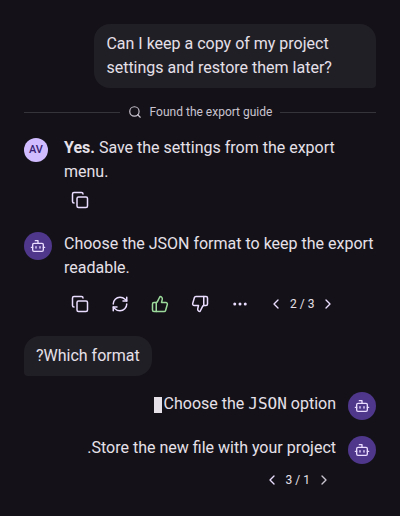 Can I keep a copy of my project
settings and restore them later?
Found the export guide
AV
Yes. Save the settings from the export
menu.
Choose the JSON format to keep the export
readable.
2 / 3
?Which format
Choose the JSON option
.Store the new file with your project
3 / 1